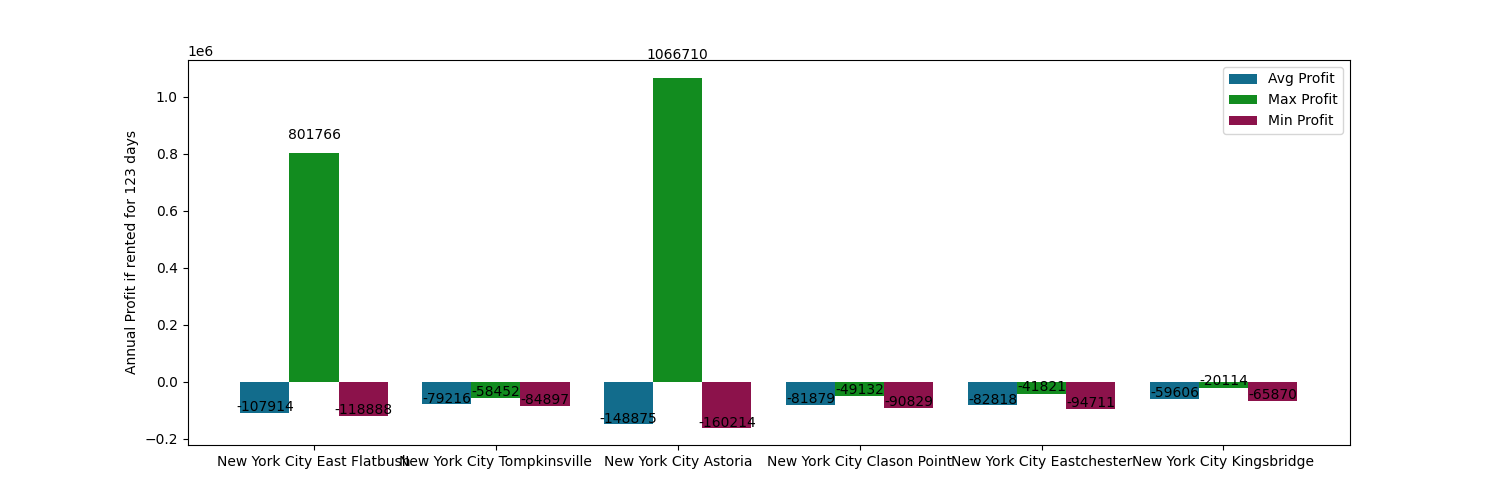 1e6
Annual Profit if rented for 123 days
1.0
0.8
0.6
0.4
0.2
0.0
−0.2
Avg Profit
Max Profit
Min Profit
-107914
801766
-118888
-79216
-58452
-84897
-148875
1066710
-160214
-81879
-49132
-90829
-82818
-41821
-94711
-59606
-20114
-65870
New York City East Flatbush
New York City Tompkinsville
New York City Astoria
New York City Clason Point
New York City Eastchester
New York City Kingsbridge